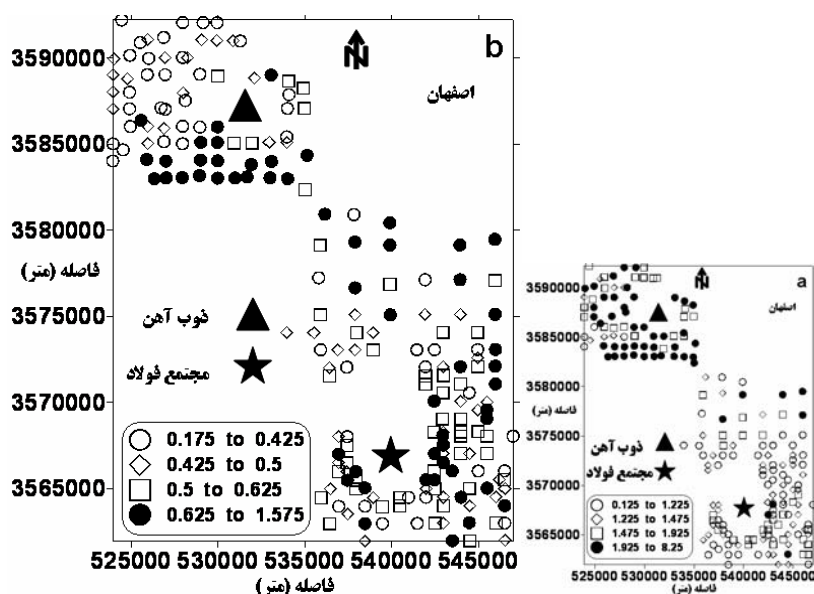 b
N
اصفهان
3590000
3585000
3580000
فاصله (متر)
3575000
ذوب آهن
3570000
مجتمع فولاد
3565000
0.175 to 0.425
0.425 to 0.5
0.5 to 0.625
0.625 to 1.575
525000 530000 535000 540000 545000
فاصله (متر)
a
N
اصفهان
3590000
3585000
3580000
3575000
ذوب آهن
3570000
مجتمع فولاد
3565000
0.125 to 1.225
1.225 to 1.475
1.475 to 1.925
1.925 to 8.25
525000 530000 535000 540000 545000
فاصله (متر)